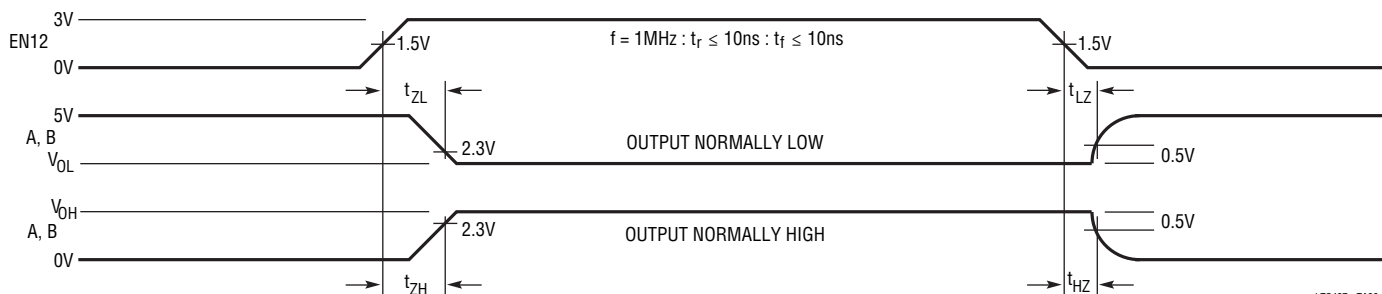 3V
EN12
1.5V
f = 1MHz : tr ≤ 10ns : tf ≤ 10ns
1.5V
0V
tZL
tLZ
5V
A, B
2.3V
OUTPUT NORMALLY LOW
0.5V
VOL
VOH
A, B
2.3V
OUTPUT NORMALLY HIGH
0.5V
0V
tZH
tHZ